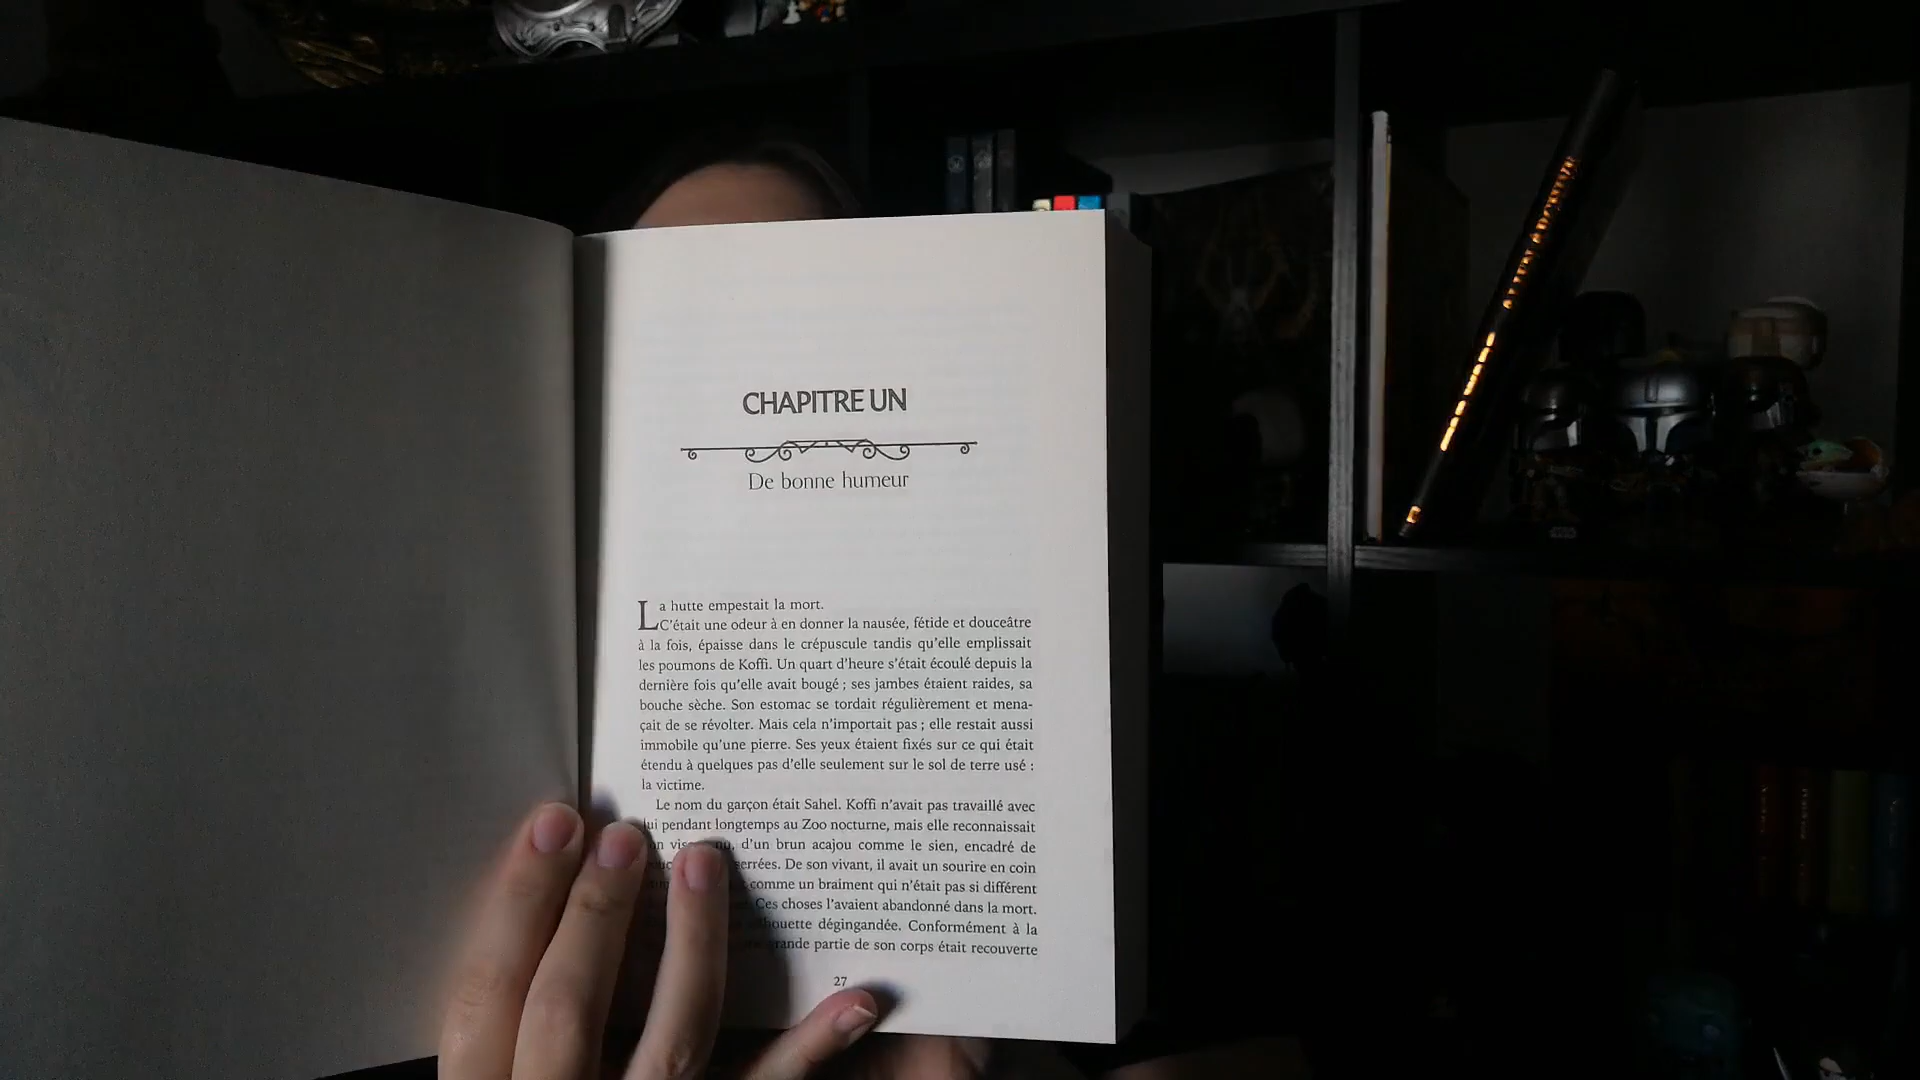 CHAPITRE UN
De bonne humeur
La hutte empestait la mort.
C'était une odeur à en donner la nausée, fétide et douceâtre
à la fois, épaisse dans le crépuscule tandis qu'elle emplissait
les poumons de Koffi. Un quart d'heure s'était écoulé depuis la
dernière fois qu'elle avait bougé ; ses jambes étaient raides, sa
bouche sèche. Son estomac se tordait régulièrement et mena-
çait de se révolter. Mais cela n'importait pas ; elle restait aussi
immobile qu'une pierre. Ses yeux étaient fixés sur ce qui était
étendu à quelques pas d'elle seulement sur le sol de terre usé :
la victime.
Le nom du garçon était Sahel. Koffi n'avait pas travaillé avec
lui pendant longtemps au Zoo nocturne, mais elle reconnaissait
d'un brun acajou comme le sien, encadré de
serrées. De son vivant, il avait un sourire en coin
comme un braiment qui n'était pas si différent
Ces choses l'avaient abandonné dans la mort.
silhouette dégingandée. Conformément à la
grande partie de son corps était recouverte
27